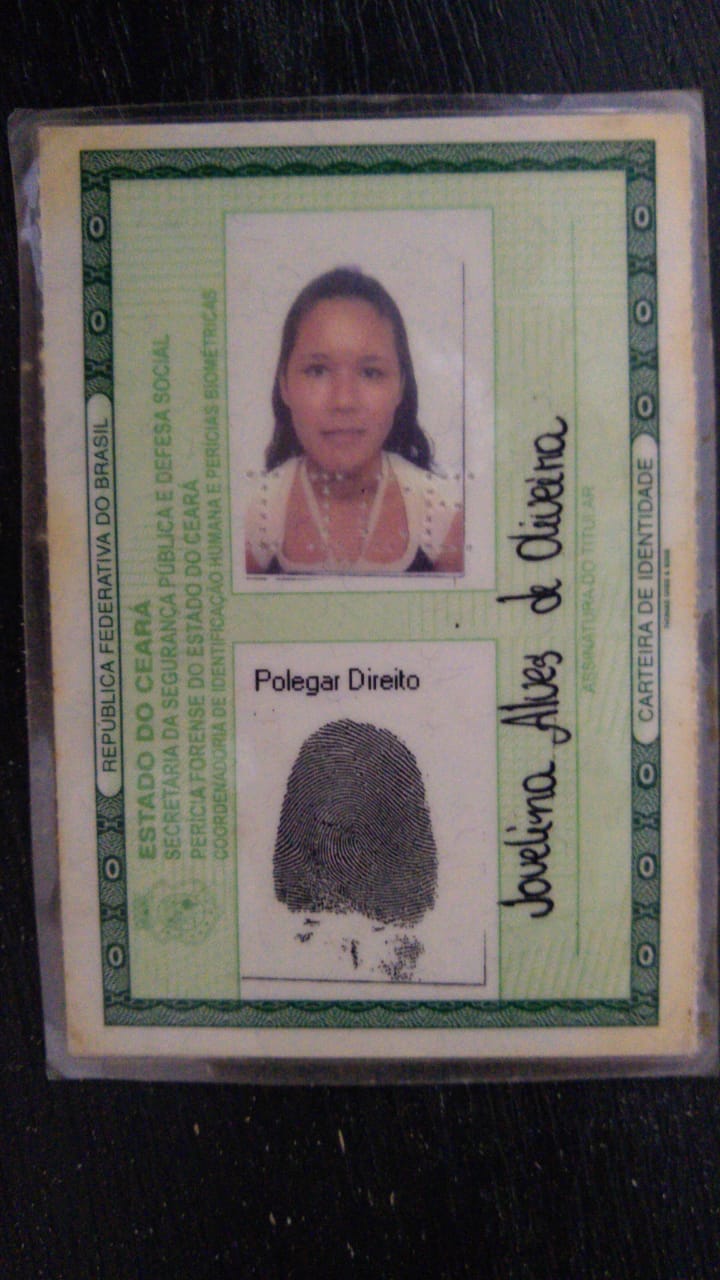 REPÚBLICA FEDERATIVA DO BRASIL
ESTADO DO CEARÁ
SECRETARIA DA SEGURANÇA PÚBLICA E DEFESA SOCIAL
PERICIA FORENSE DO ESTADO DO CEARÁ
COORDENADORIA DE IDENTIFICAÇÃO HUMANA E PERÍCIAS BIOMÉTRICAS
Polegar Direito
Jovelina Alves de Oliveira
ASSINATURA DO TITULAR
CARTEIRA DE IDENTIDADE